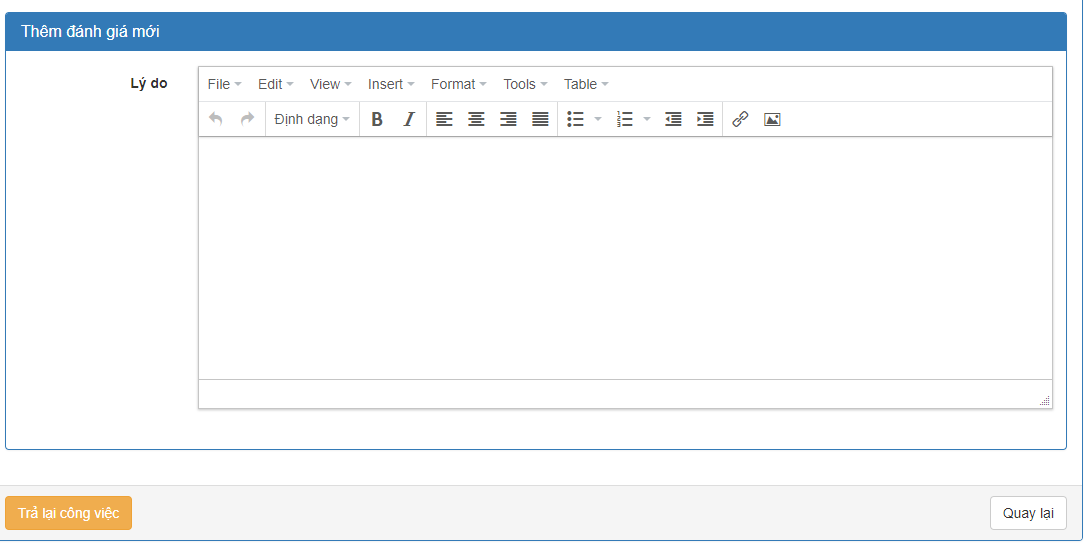 Thêm đánh giá mới
Lý do
File Edit View Insert Format Tools Table
Định dạng B I
Trả lại công việc Quay lại